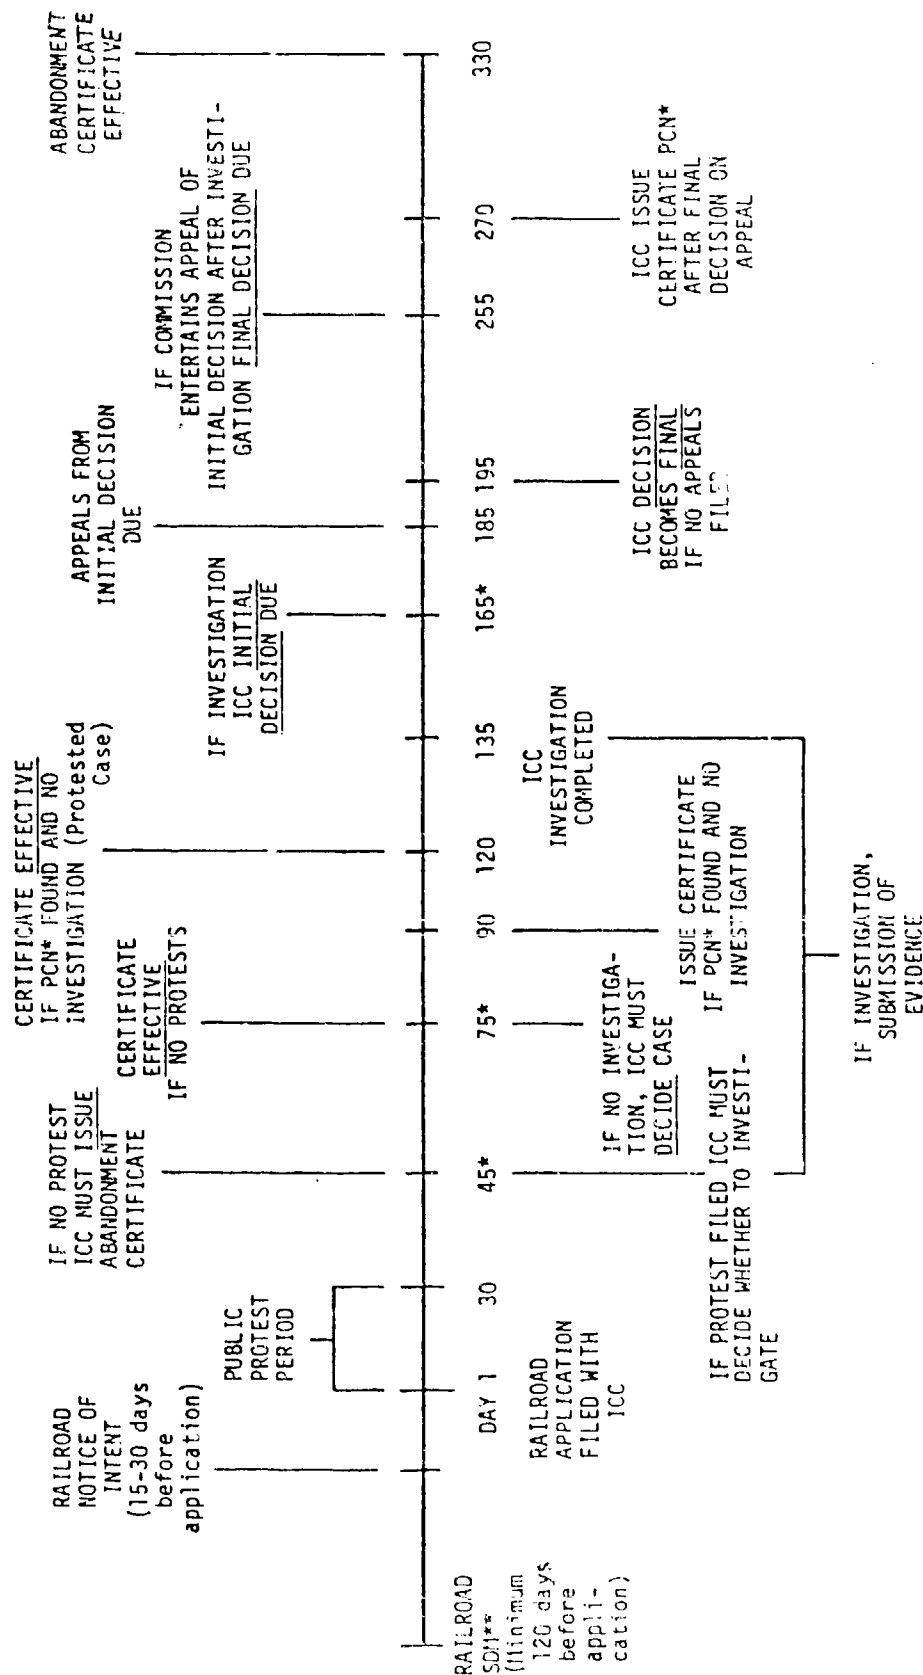 RAILROAD
SDM**
(Minimum
120 days
before
appli-
cation)
RAILROAD
NOTICE OF
INTENT
(15-30 days
before
application)
DAY 1
RAILROAD
APPLICATION
FILED WITH
ICC
PUBLIC
PROTEST
PERIOD
30
IF NO PROTEST
ICC MUST ISSUE
ABANDONMENT
CERTIFICATE
45*
IF PROTEST FILED ICC MUST
DECIDE WHETHER TO INVESTI-
GATE
CERTIFICATE
EFFECTIVE
IF NO PROTESTS
75*
IF NO INVESTIGA-
TION, ICC MUST
DECIDE CASE
90
ISSUE CERTIFICATE
IF PCN* FOUND AND NO
INVESTIGATION
CERTIFICATE EFFECTIVE
IF PCN* FOUND AND NO
INVESTIGATION (Protested
Case)
120
135
ICC
INVESTIGATION
COMPLETED
IF INVESTIGATION,
SUBMISSION OF
EVIDENCE
IF INVESTIGATION
ICC INITIAL
DECISION DUE
165*
APPEALS FROM
INITIAL DECISION
DUE
185
195
ICC DECISION
BECOMES FINAL
IF NO APPEALS
FILED
IF COMMISSION
ENTERTAINS APPEAL OF
INITIAL DECISION AFTER INVESTI-
GATION FINAL DECISION DUE
255
270
ICC ISSUE
CERTIFICATE PCN*
AFTER FINAL
DECISION ON
APPEAL
ABANDONMENT
CERTIFICATE
EFFECTIVE
330